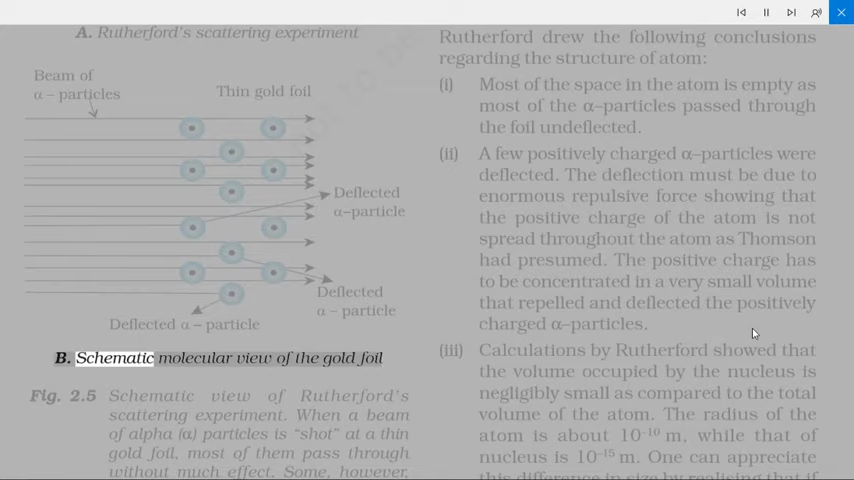 A. Rutherford's scattering experiment
Beam of
α – particles
Thin gold foil
Deflected
α–particle
Deflected
α – particle
Deflected α – particle
B. Schematic molecular view of the gold foil
Fig. 2.5 Schematic view of Rutherford's
scattering experiment. When a beam
of alpha (α) particles is "shot" at a thin
gold foil, most of them pass through
without much effect. Some, however,
Rutherford drew the following conclusions
regarding the structure of atom:
(i) Most of the space in the atom is empty as
most of the α–particles passed through
the foil undeflected.
(ii) A few positively charged α–particles were
deflected. The deflection must be due to
enormous repulsive force showing that
the positive charge of the atom is not
spread throughout the atom as Thomson
had presumed. The positive charge has
to be concentrated in a very small volume
that repelled and deflected the positively
charged α–particles.
(iii) Calculations by Rutherford showed that
the volume occupied by the nucleus is
negligibly small as compared to the total
volume of the atom. The radius of the
atom is about 10⁻¹⁰ m, while that of
nucleus is 10⁻¹⁵ m. One can appreciate
this difference in size by realising that if